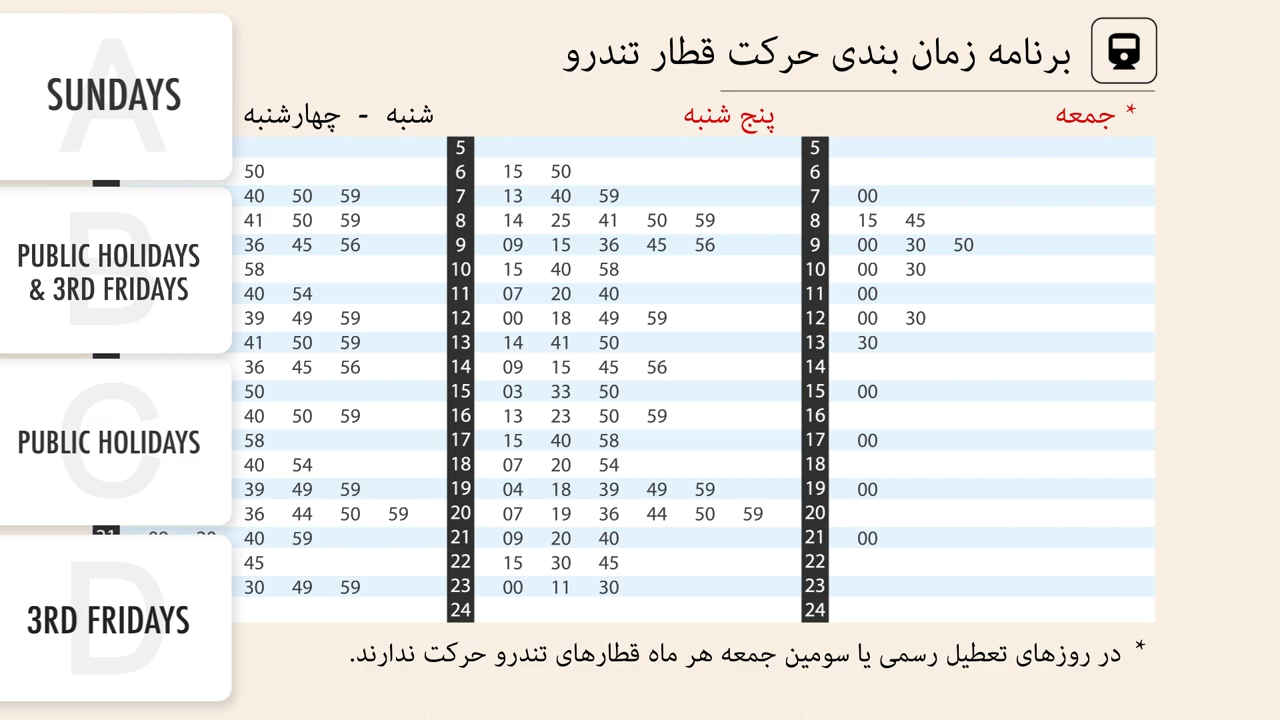 برنامه زمان بندی حرکت قطار تندرو
شنبه - چهارشنبه
پنج شنبه
* جمعه
50 6 15 50 6
40 50 59 7 13 40 59 7 00
41 50 59 8 14 25 41 50 59 8 15 45
36 45 56 9 09 15 36 45 56 9 00 30 50
58 10 15 40 58 10 00 30
40 54 11 07 20 40 11 00
39 49 59 12 00 18 49 59 12 00 30
41 50 59 13 14 41 50 13 30
36 45 56 14 09 15 45 56 14
50 15 03 33 50 15 00
40 50 59 16 13 23 50 59 16
58 17 15 40 58 17 00
40 54 18 07 20 54 18
39 49 59 19 04 18 39 49 59 19 00
36 44 50 59 20 07 19 36 44 50 59 20
40 59 21 09 20 40 21 00
45 22 15 30 45 22
30 49 59 23 00 11 30 23
24 24
5 5
* در روزهای تعطیل رسمی یا سومین جمعه هر ماه قطارهای تندرو حرکت ندارند.
A
SUNDAYS
B
PUBLIC HOLIDAYS
& 3RD FRIDAYS
C
PUBLIC HOLIDAYS
D
3RD FRIDAYS